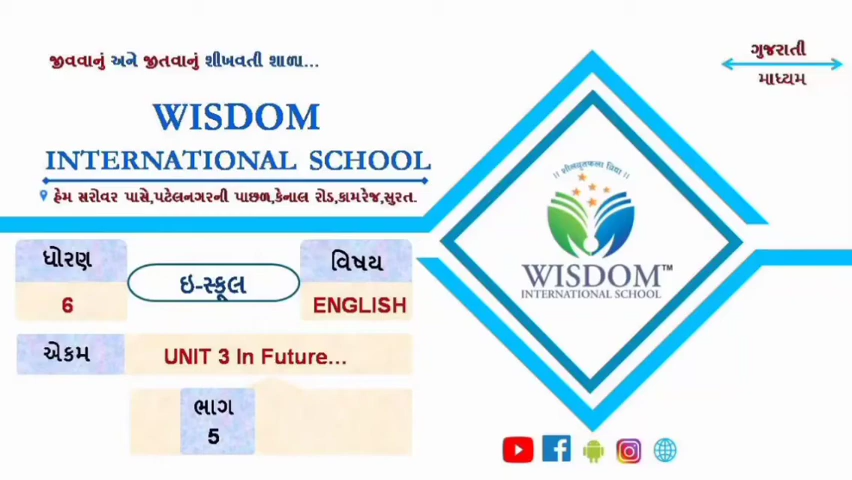 જીવવાનું અને જીતવાનું શીખવતી શાળા...
ગુજરાતી
માધ્યમ
WISDOM
INTERNATIONAL SCHOOL
હેમ સરોવર પાસે,પટેલનગરની પાછળ,કેનાલ રોડ,કામરેજ,સુરત.
ધોરણ
6
ઇ-સ્કૂલ
વિષય
ENGLISH
એકમ
UNIT 3 In Future...
ભાગ
5
WISDOM™
INTERNATIONAL SCHOOL